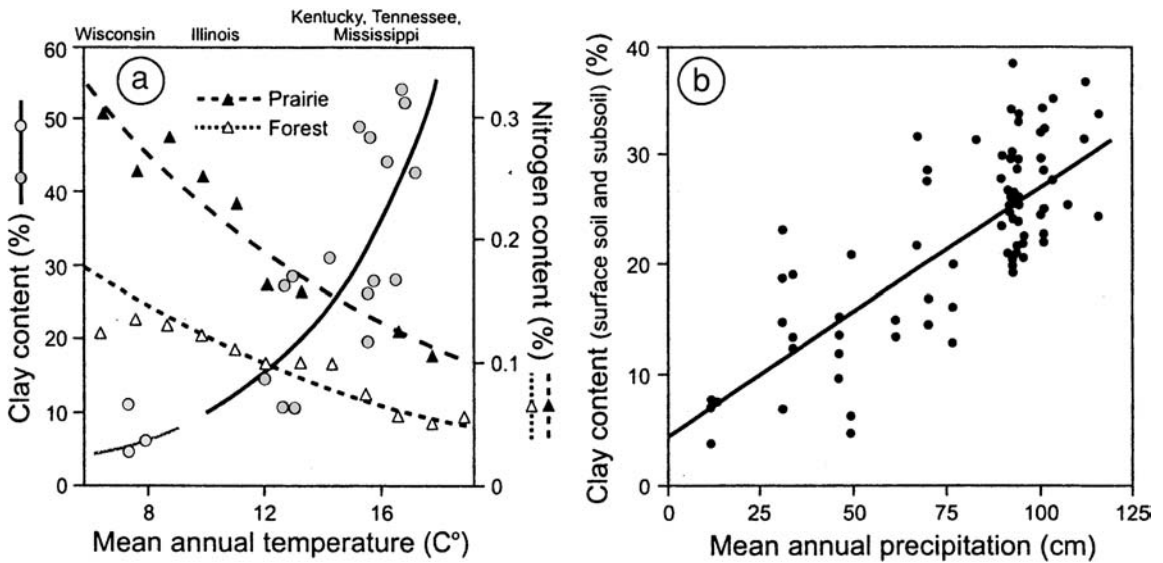 Kentucky, Tennessee,
Wisconsin Illinois Mississippi
a
Prairie
Forest
60
50
40
30
20
10
0
Clay content (%)
0.3
0.2
0.1
0
Nitrogen content (%)
8 12 16
Mean annual temperature (C°)
b
40
30
20
10
0
Clay content (surface soil and subsoil) (%)
0 25 50 75 100 125
Mean annual precipitation (cm)